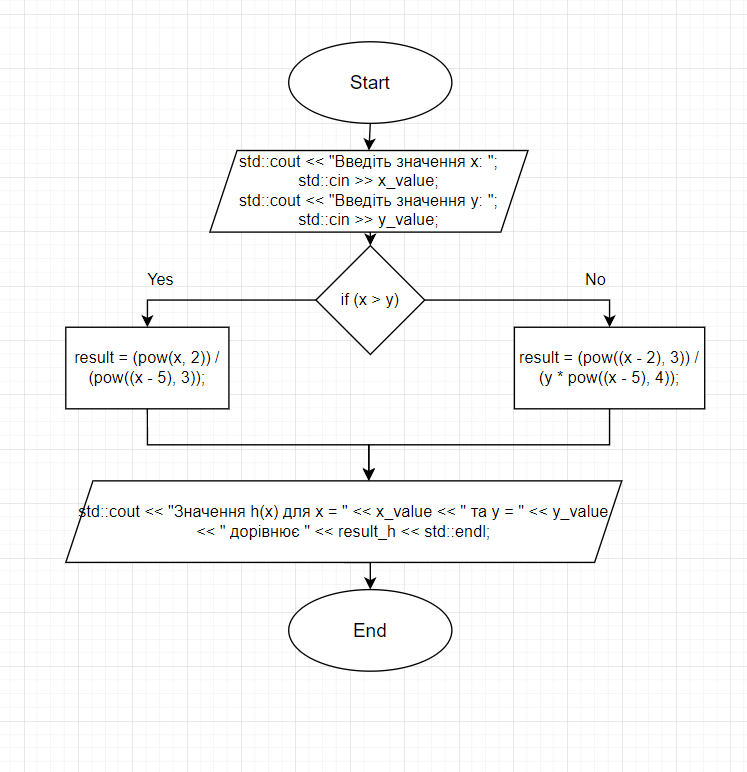 Start
std::cout << "Введіть значення x: ";
std::cin >> x_value;
std::cout << "Введіть значення y: ";
std::cin >> y_value;
Yes
if (x > y)
No
result = (pow(x, 2)) /
(pow((x - 5), 3));
result = (pow((x - 2), 3)) /
(y * pow((x - 5), 4));
std::cout << "Значення h(x) для x = " << x_value << " та y = " << y_value
<< " дорівнює " << result_h << std::endl;
End